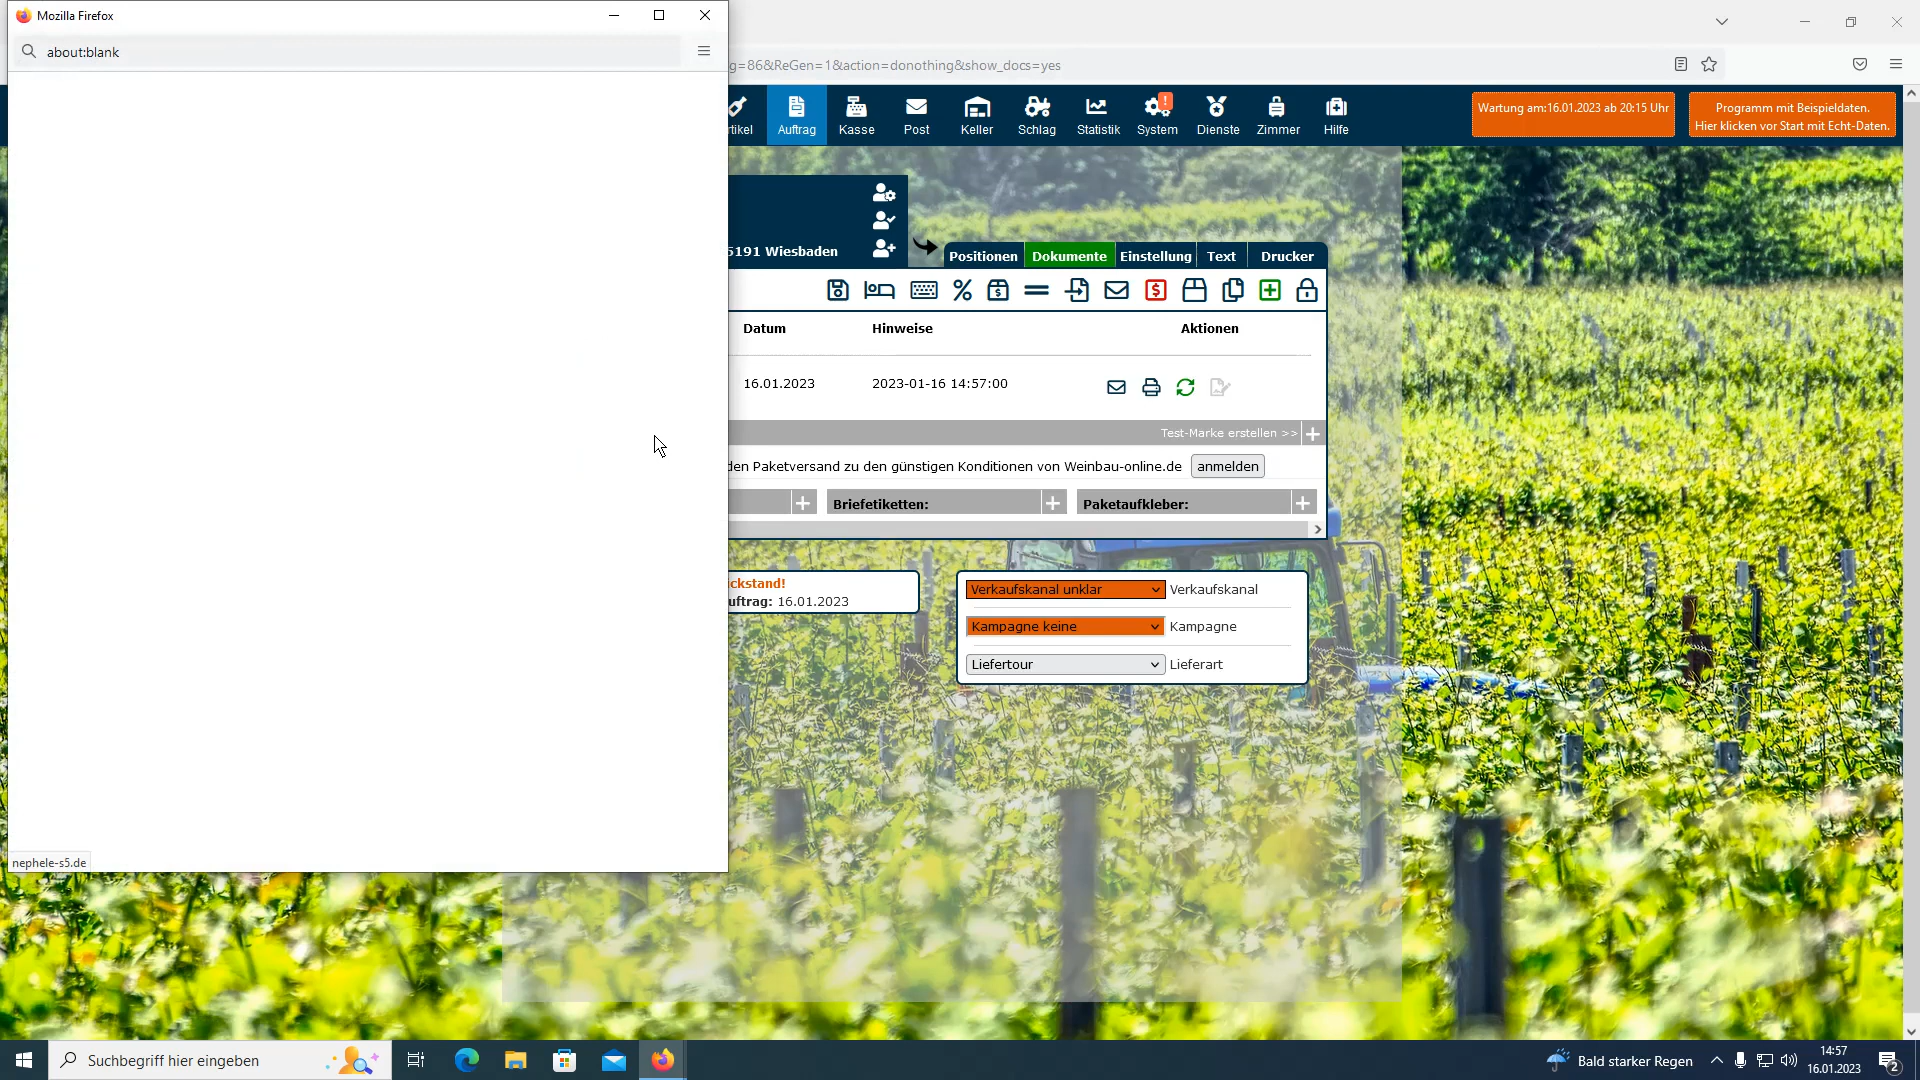 Mozilla Firefox
about:blank
g=86&ReGen=1&action=donothing&show_docs=yes
rtikel
Auftrag
Kasse
Post
Keller
Schlag
Statistik
System
Dienste
Zimmer
Hilfe
Wartung am:16.01.2023 ab 20:15 Uhr
Programm mit Beispieldaten.
Hier klicken vor Start mit Echt-Daten.
5191 Wiesbaden
Positionen
Dokumente
Einstellung
Text
Drucker
Datum
Hinweise
Aktionen
16.01.2023
2023-01-16 14:57:00
Test-Marke erstellen >>
den Paketversand zu den günstigen Konditionen von Weinbau-online.de
anmelden
Briefetiketten:
Paketaufkleber:
ckstand!
uftrag: 16.01.2023
Verkaufskanal unklar
Verkaufskanal
Kampagne keine
Kampagne
Liefertour
Lieferart
nephele-s5.de
Suchbegriff hier eingeben
Bald starker Regen
14:57
16.01.2023
2